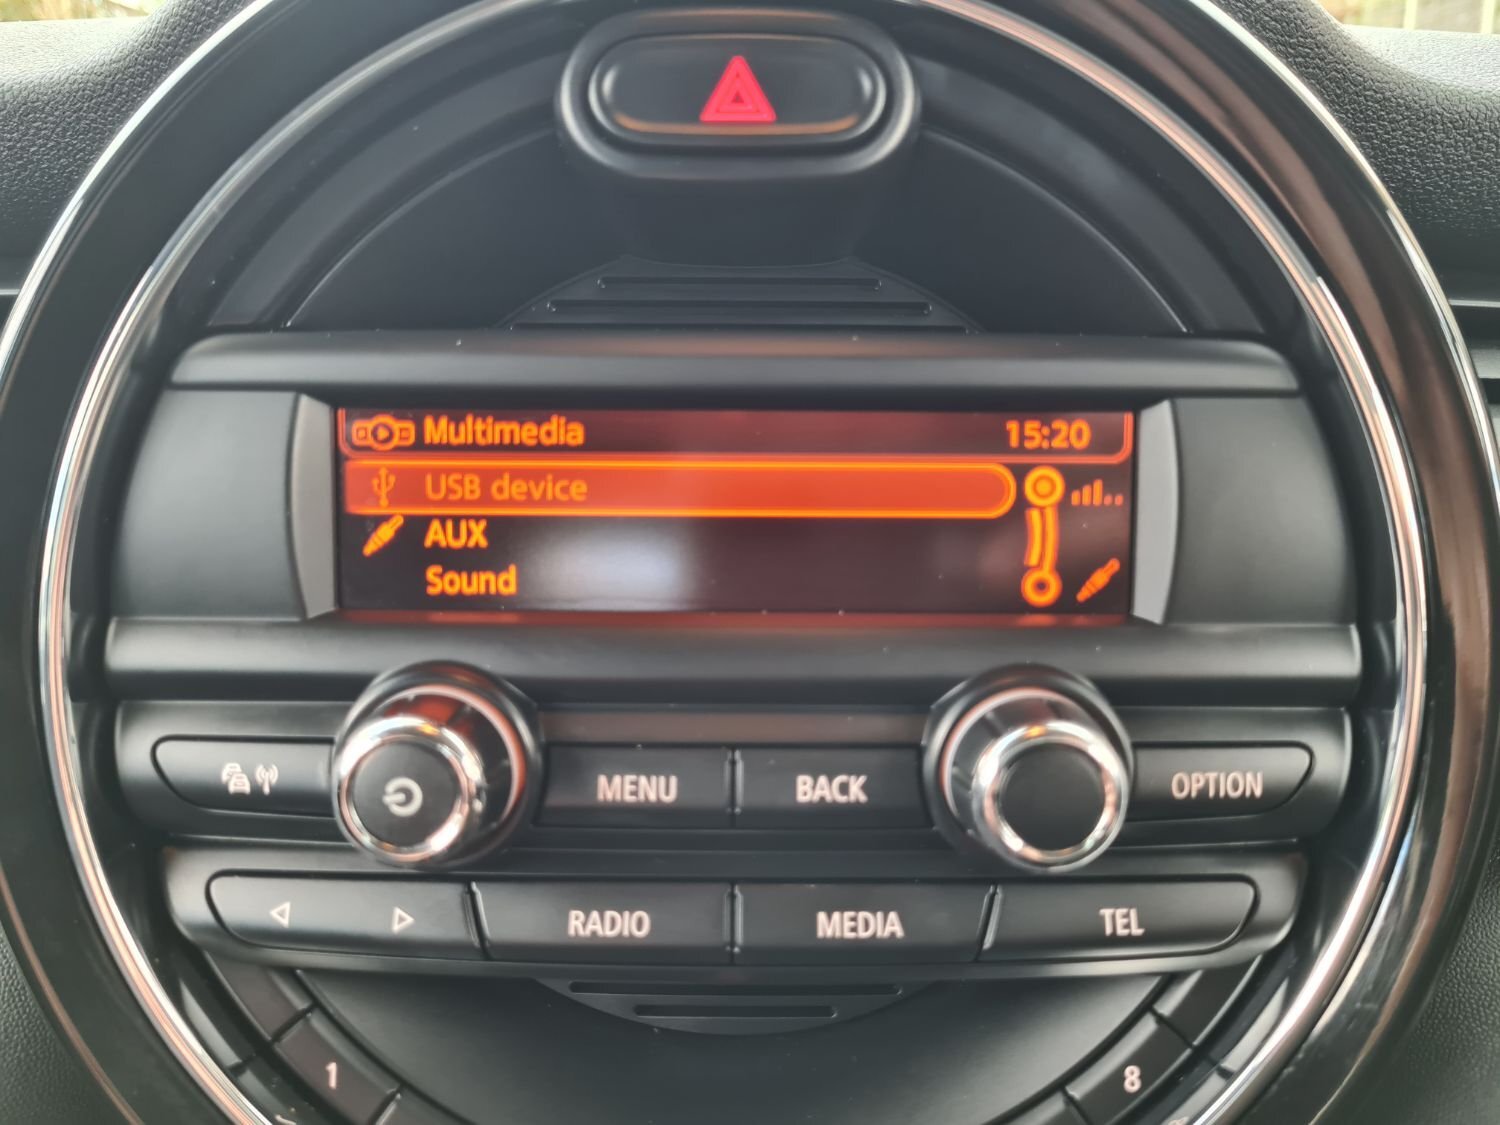 Multimedia 15:20
USB device
AUX
Sound
MENU BACK OPTION
RADIO MEDIA TEL
1 8